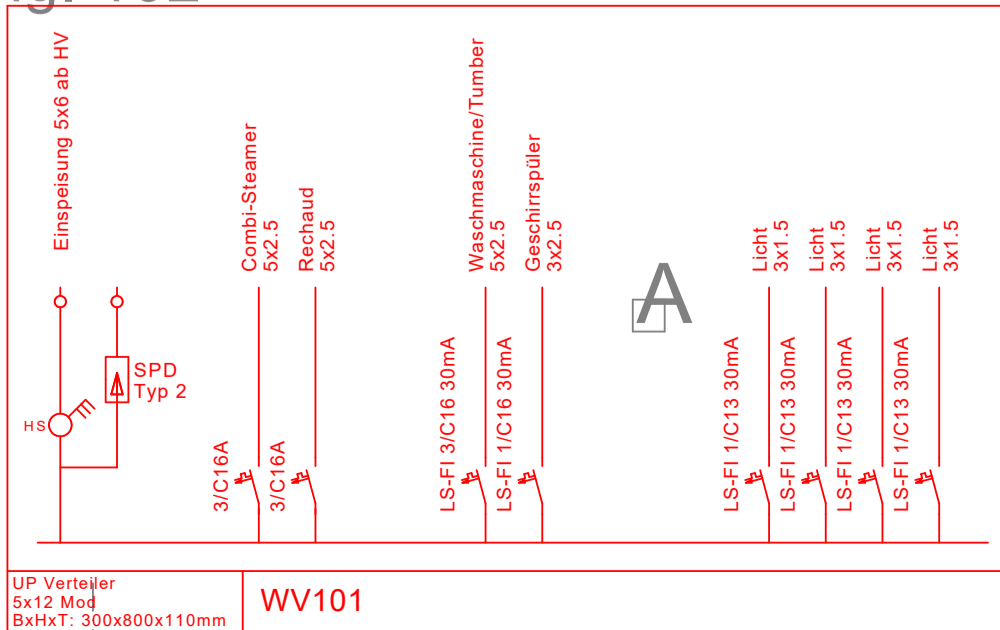 Einspeisung 5x6 ab HV
HS
SPD
Typ 2
Combi-Steamer
5x2.5
3/C16A
Rechaud
5x2.5
3/C16A
Waschmaschine/Tumber
5x2.5
LS-FI 3/C16 30mA
Geschirrspüler
3x2.5
LS-FI 1/C16 30mA
A
Licht
3x1.5
LS-FI 1/C13 30mA
Licht
3x1.5
LS-FI 1/C13 30mA
Licht
3x1.5
LS-FI 1/C13 30mA
Licht
3x1.5
LS-FI 1/C13 30mA
UP Verteiler
5x12 Mod
BxHxT: 300x800x110mm
WV101